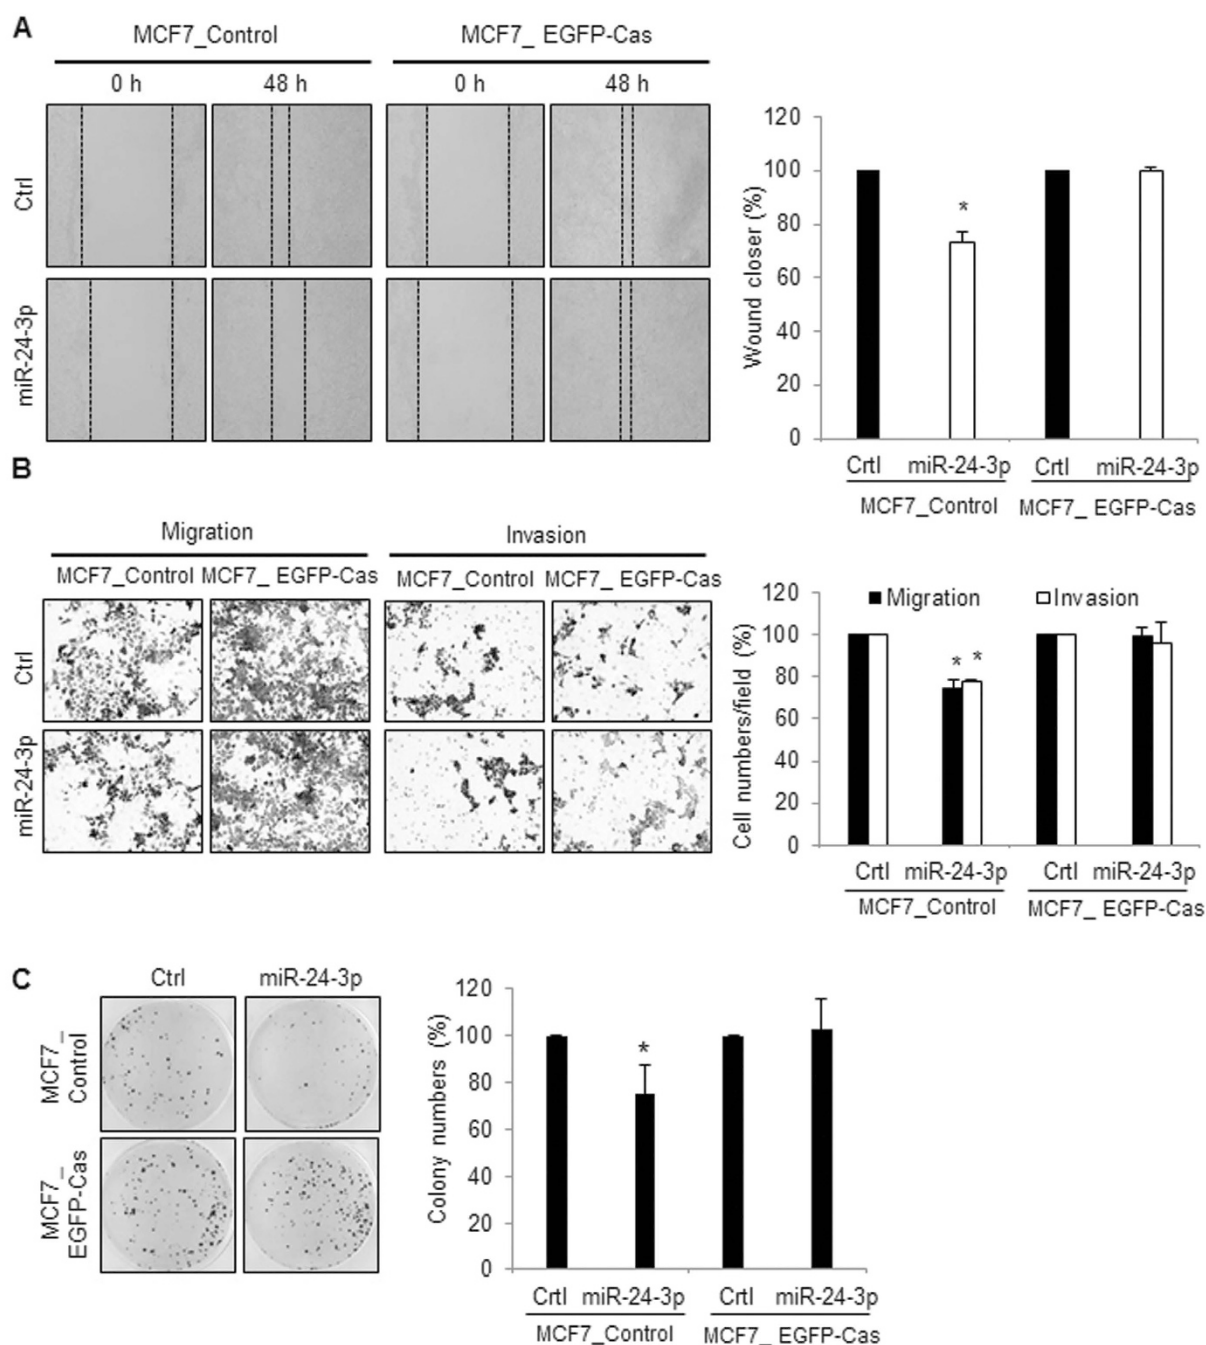 A
MCF7_Control
MCF7_ EGFP-Cas
0 h
48 h
0 h
48 h
Ctrl
miR-24-3p
Wound closer (%)
120
100
80
60
40
20
0
*
Crtl
miR-24-3p
Crtl
miR-24-3p
MCF7_Control
MCF7_ EGFP-Cas
B
Migration
Invasion
MCF7_Control
MCF7_ EGFP-Cas
MCF7_Control
MCF7_ EGFP-Cas
Ctrl
miR-24-3p
Cell numbers/field (%)
120
100
80
60
40
20
0
Migration
Invasion
* *
Crtl
miR-24-3p
Crtl
miR-24-3p
MCF7_Control
MCF7_ EGFP-Cas
C
Ctrl
miR-24-3p
MCF7_
Control
MCF7_
EGFP-Cas
Colony numbers (%)
120
100
80
60
40
20
0
*
Crtl
miR-24-3p
Crtl
miR-24-3p
MCF7_Control
MCF7_ EGFP-Cas